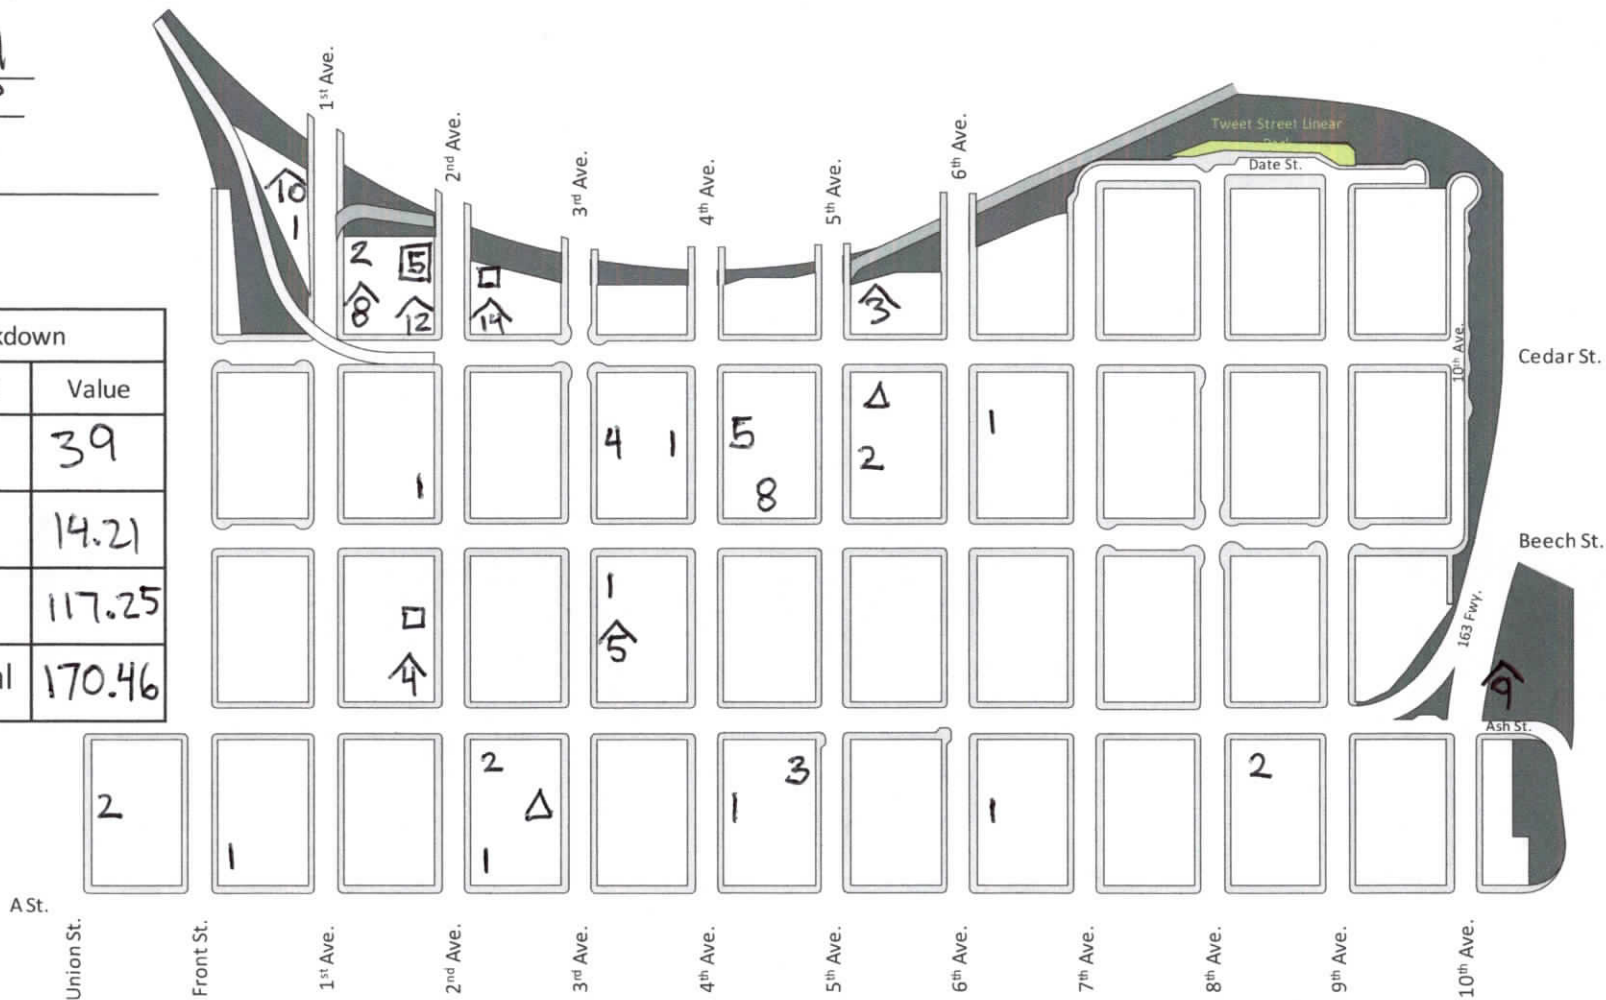 1st Ave.
2nd Ave.
3rd Ave.
4th Ave.
5th Ave.
6th Ave.
Tweet Street Linear
Date St.
10
1
2 5
8 12
14
3
kdown
Value
39
14.21
117.25
170.46
10th Ave.
Cedar St.
4 1
5
8
2
1
1
Beech St.
163 Fwy.
1
5
4
9
Ash St.
2
1
2
1
3
1
1
2
A St.
Union St.
Front St.
1st Ave.
2nd Ave.
3rd Ave.
4th Ave.
5th Ave.
6th Ave.
7th Ave.
8th Ave.
9th Ave.
10th Ave.